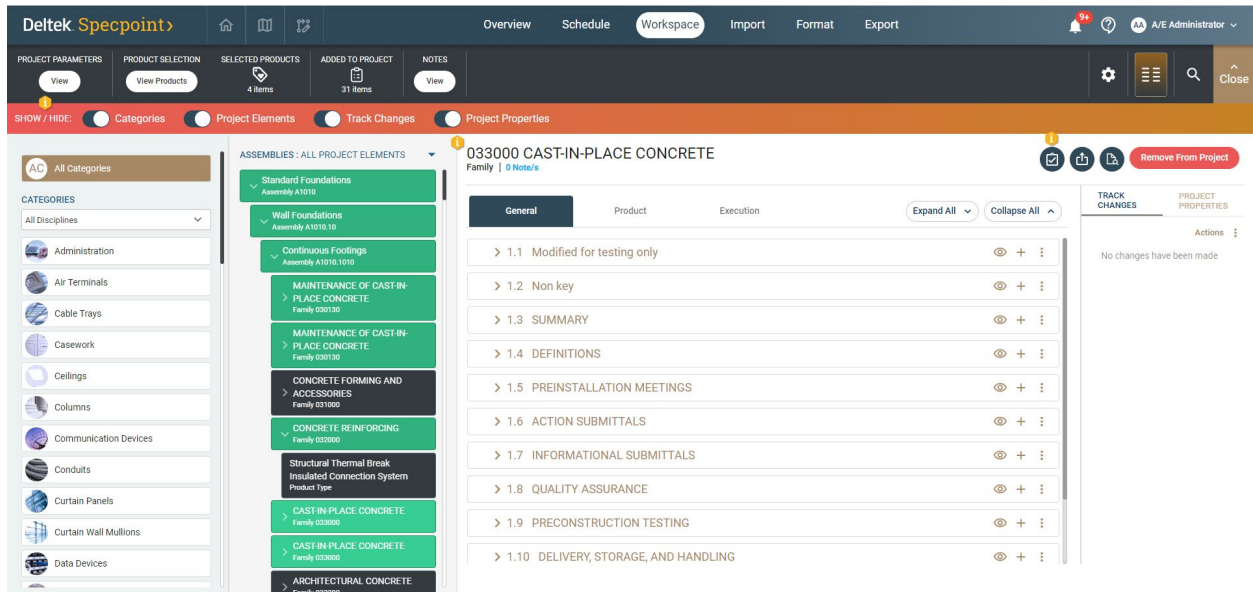 Deltek. Specpoint>
Overview Schedule Workspace Import Format Export
9+
AA A/E Administrator
PROJECT PARAMETERS PRODUCT SELECTION SELECTED PRODUCTS ADDED TO PROJECT NOTES
View View Products 4 items 31 items View
Close
SHOW / HIDE: Categories Project Elements Track Changes Project Properties
AC All Categories
CATEGORIES
All Disciplines
Administration
Air Terminals
Cable Trays
Casework
Ceilings
Columns
Communication Devices
Conduits
Curtain Panels
Curtain Wall Mullions
Data Devices
ASSEMBLIES : ALL PROJECT ELEMENTS
Standard Foundations
Assembly A1010
Wall Foundations
Assembly A1010.10
Continuous Footings
Assembly A1010.1010
MAINTENANCE OF CAST-IN-
PLACE CONCRETE
Family 030130
MAINTENANCE OF CAST-IN-
PLACE CONCRETE
Family 030130
CONCRETE FORMING AND
ACCESSORIES
Family 031000
CONCRETE REINFORCING
Family 032000
Structural Thermal Break
Insulated Connection System
Product Type
CAST-IN-PLACE CONCRETE
Family 033000
CAST-IN-PLACE CONCRETE
Family 033000
ARCHITECTURAL CONCRETE
033000 CAST-IN-PLACE CONCRETE
Family | 0 Note/s
Remove From Project
General Product Execution
Expand All Collapse All
1.1 Modified for testing only
1.2 Non key
1.3 SUMMARY
1.4 DEFINITIONS
1.5 PREINSTALLATION MEETINGS
1.6 ACTION SUBMITTALS
1.7 INFORMATIONAL SUBMITTALS
1.8 QUALITY ASSURANCE
1.9 PRECONSTRUCTION TESTING
1.10 DELIVERY, STORAGE, AND HANDLING
TRACK
CHANGES
PROJECT
PROPERTIES
Actions
No changes have been made